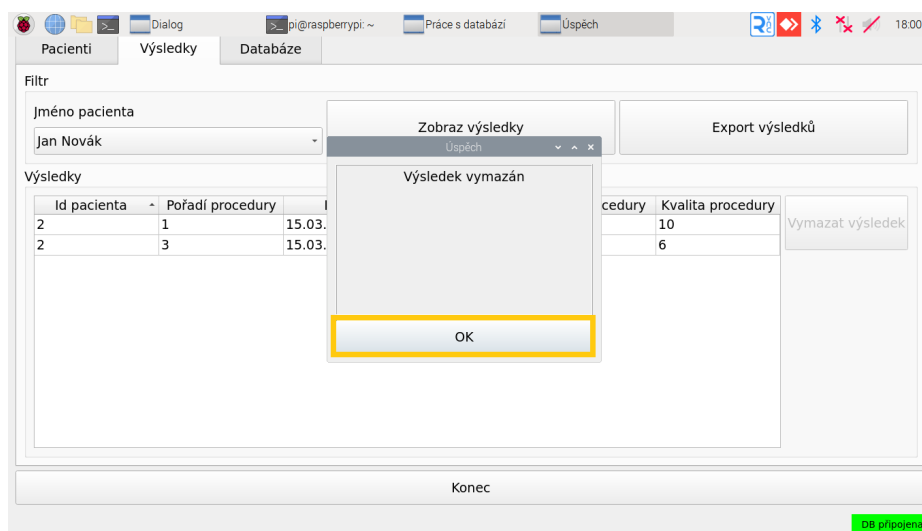 Dialog pi@raspberrypi: ~ Práce s databází Úspěch 18:00
Pacienti Výsledky Databáze
Filtr
Jméno pacienta
Jan Novák
Zobraz výsledky
Export výsledků
Úspěch
Výsledek vymazán
OK
Výsledky
Id pacienta Pořadí procedury cedury Kvalita procedury
2 1 15.03. 10
2 3 15.03. 6
Vymazat výsledek
Konec
DB připojena